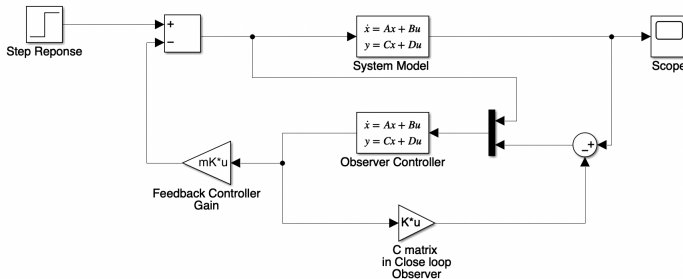 Step Reponse
+
−
ẋ = Ax + Bu
y = Cx + Du
System Model
Scope
ẋ = Ax + Bu
y = Cx + Du
Observer Controller
− +
mK*u
Feedback Controller
Gain
K*u
C matrix
in Close loop
Observer